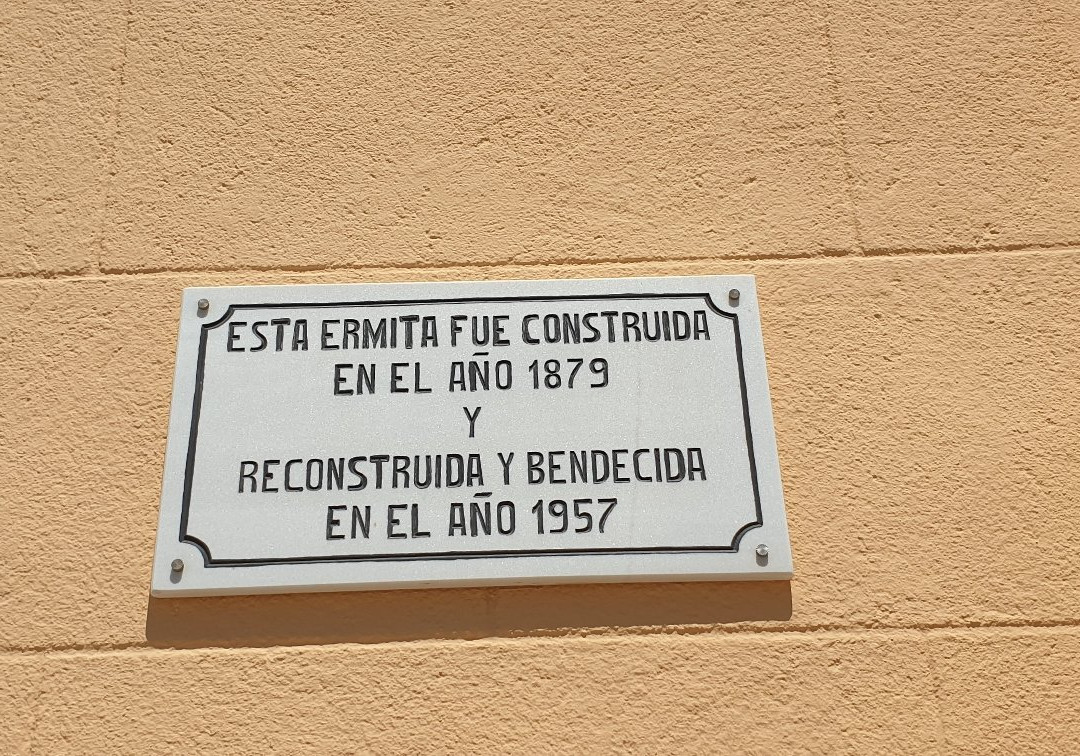 ESTA ERMITA FUE CONSTRUIDA
EN EL AÑO 1879
Y
RECONSTRUIDA Y BENDECIDA
EN EL AÑO 1957